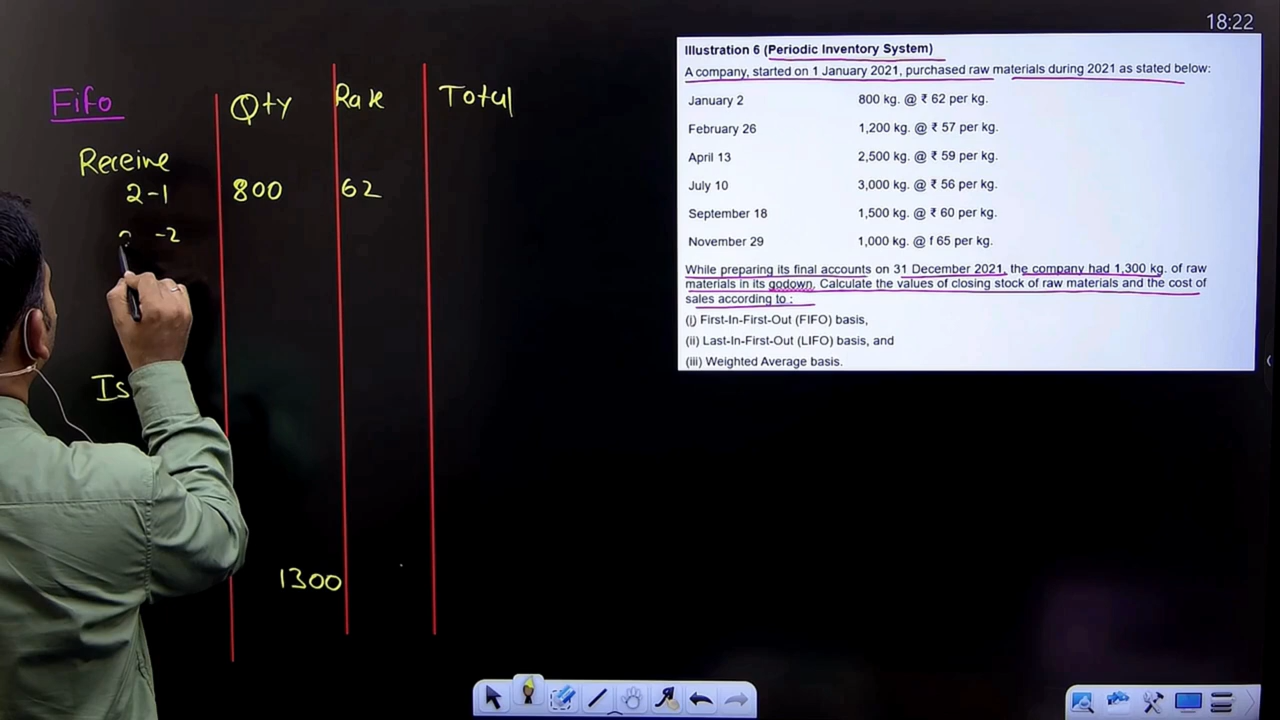 18:22
Fifo
Qty Rate Total
Receive
2-1 800 62
-2
Is
1300
Illustration 6 (Periodic Inventory System)
A company, started on 1 January 2021, purchased raw materials during 2021 as stated below:
January 2 800 kg. @ ₹ 62 per kg.
February 26 1,200 kg. @ ₹ 57 per kg.
April 13 2,500 kg. @ ₹ 59 per kg.
July 10 3,000 kg. @ ₹ 56 per kg.
September 18 1,500 kg. @ ₹ 60 per kg.
November 29 1,000 kg. @ f 65 per kg.
While preparing its final accounts on 31 December 2021, the company had 1,300 kg. of raw
materials in its godown. Calculate the values of closing stock of raw materials and the cost of
sales according to :
(i) First-In-First-Out (FIFO) basis,
(ii) Last-In-First-Out (LIFO) basis, and
(iii) Weighted Average basis.